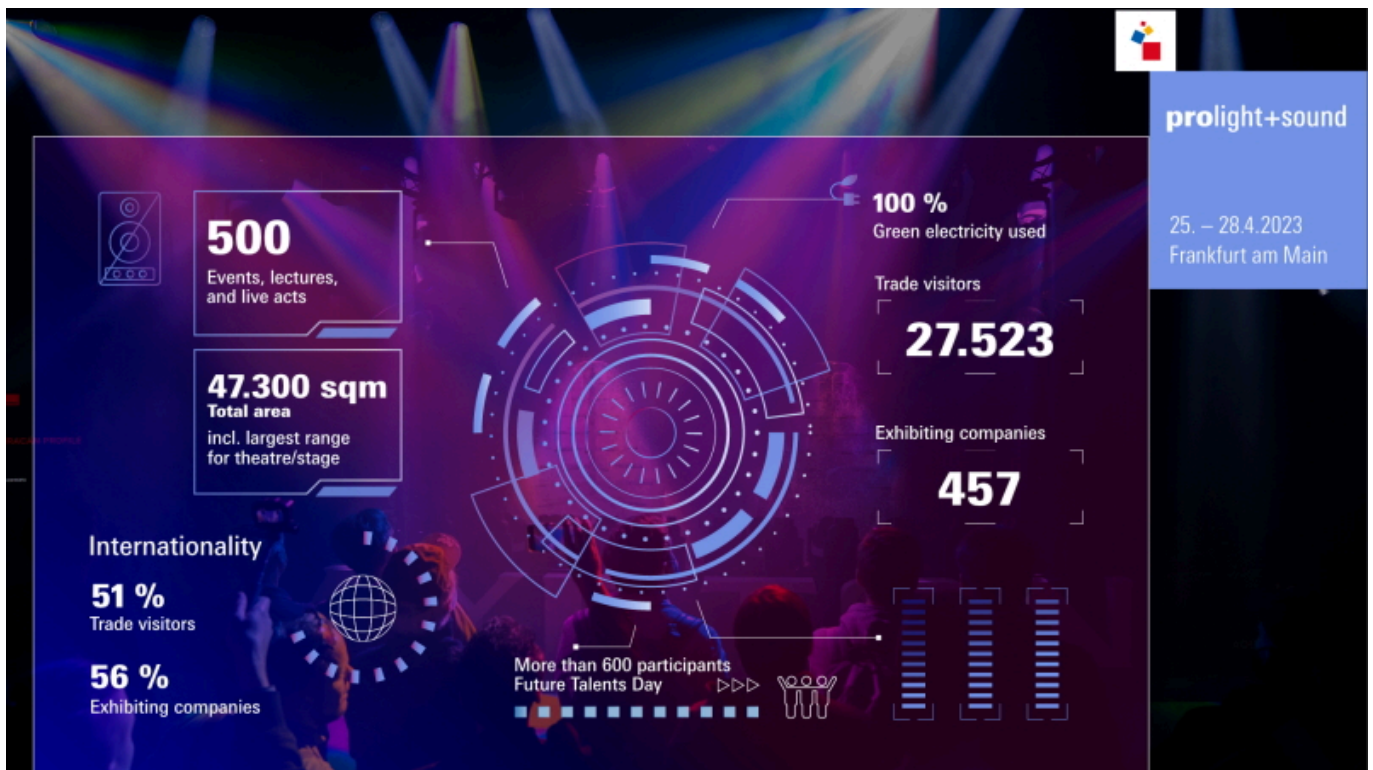 prolight+sound
25. – 28.4.2023
Frankfurt am Main
500
Events, lectures,
and live acts
47.300 sqm
Total area
incl. largest range
for theatre/stage
Internationality
51 %
Trade visitors
56 %
Exhibiting companies
More than 600 participants
Future Talents Day
100 %
Green electricity used
Trade visitors
27.523
Exhibiting companies
457